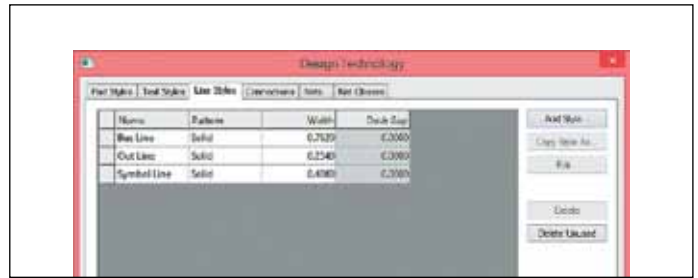 Design Technology
Part Styles Text Styles Line Styles Connections Nets Net Classes
Name Pattern Width Dash Gap
Bus Line Solid 0.7620 0.0000
Out Line Solid 0.2540 0.0000
Symbol Line Solid 0.0000
Add Style...
Copy Style As...
Edit
Delete
Delete Unused